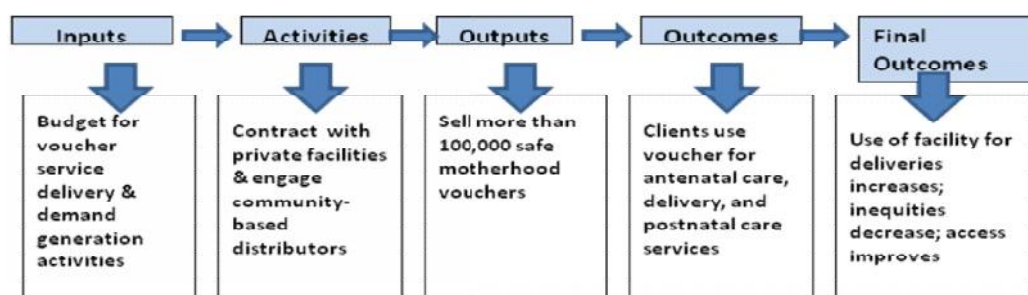 Inputs
Activities
Outputs
Outcomes
Final
Outcomes
Budget for
voucher
service
delivery &
demand
generation
activities
Contract with
private facilities
& engage
community-
based
distributors
Sell more than
100,000 safe
motherhood
vouchers
Clients use
voucher for
antenatal care,
delivery, and
postnatal care
services
Use of facility for
deliveries
increases;
inequities
decrease; access
improves